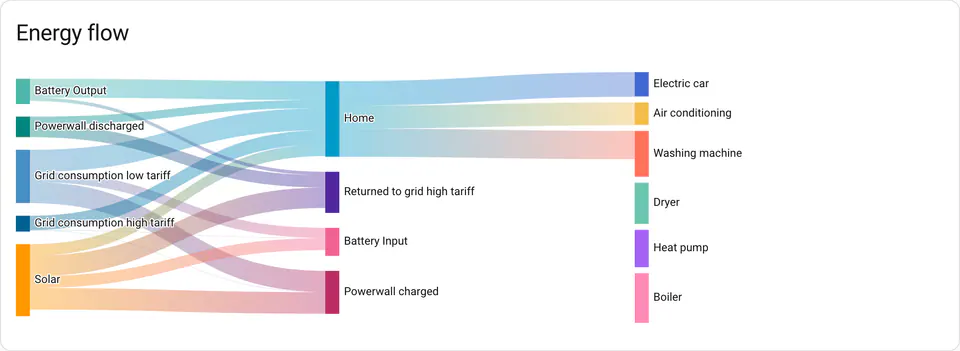 Energy flow
Battery Output
Powerwall discharged
Grid consumption low tariff
Grid consumption high tariff
Solar
Home
Returned to grid high tariff
Battery Input
Powerwall charged
Electric car
Air conditioning
Washing machine
Dryer
Heat pump
Boiler